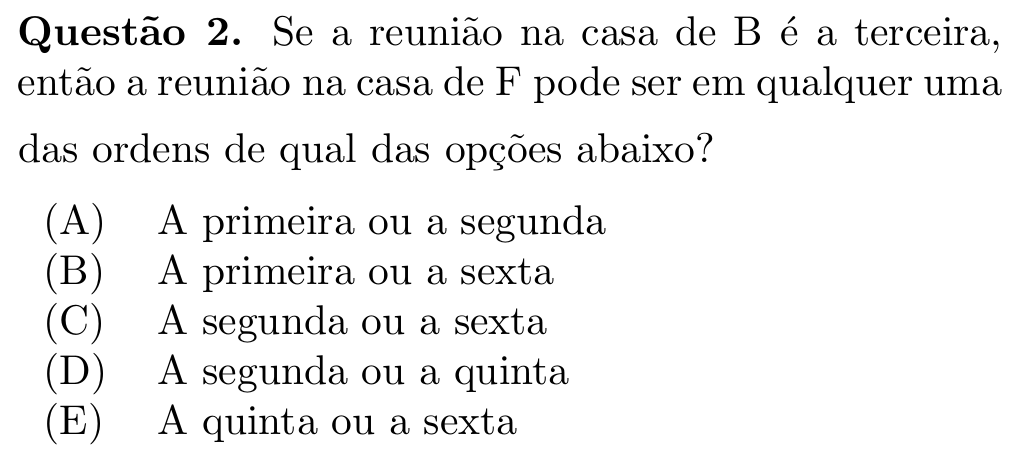 Questão 2. Se a reunião na casa de B é a terceira,
então a reunião na casa de F pode ser em qualquer uma
das ordens de qual das opções abaixo?
(A) A primeira ou a segunda
(B) A primeira ou a sexta
(C) A segunda ou a sexta
(D) A segunda ou a quinta
(E) A quinta ou a sexta